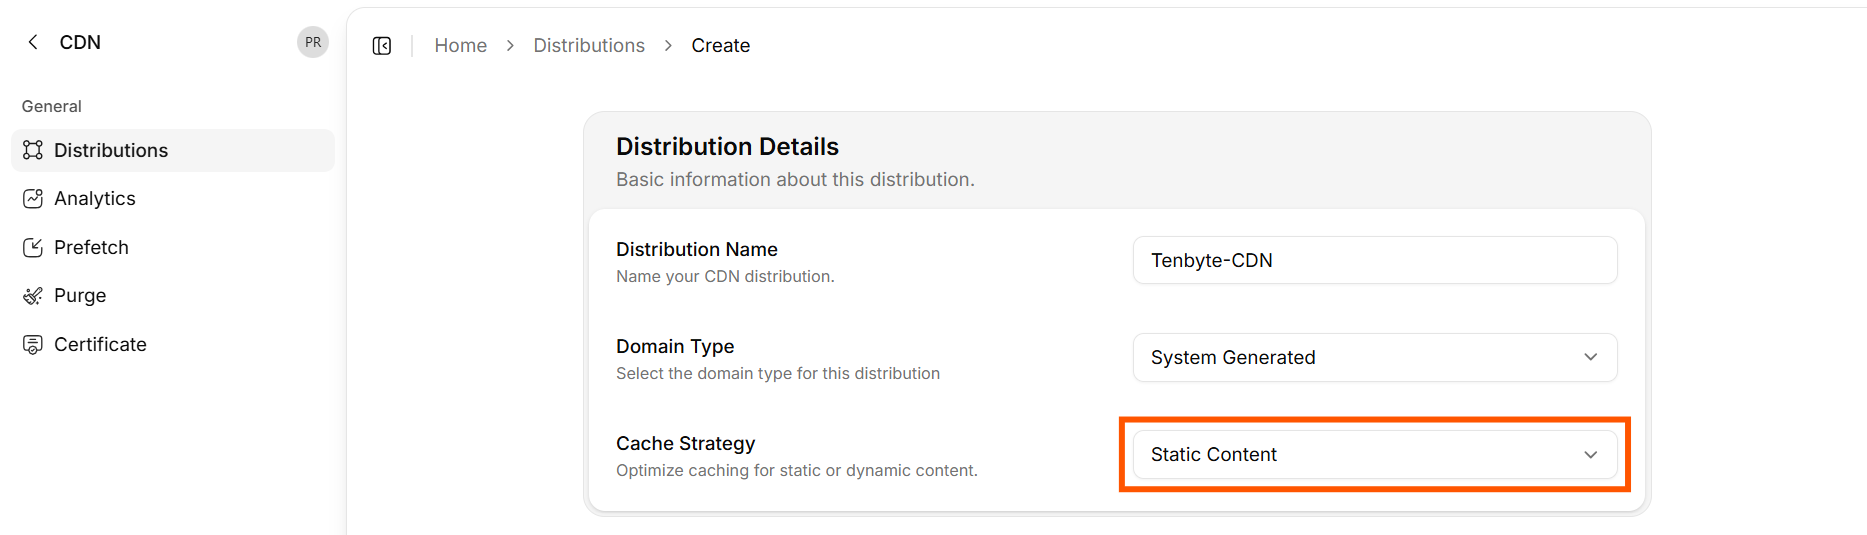 CDN
PR
General
Distributions
Analytics
Prefetch
Purge
Certificate
Home > Distributions > Create
Distribution Details
Basic information about this distribution.
Distribution Name
Name your CDN distribution.
Tenbyte-CDN
Domain Type
Select the domain type for this distribution
System Generated
Cache Strategy
Optimize caching for static or dynamic content.
Static Content